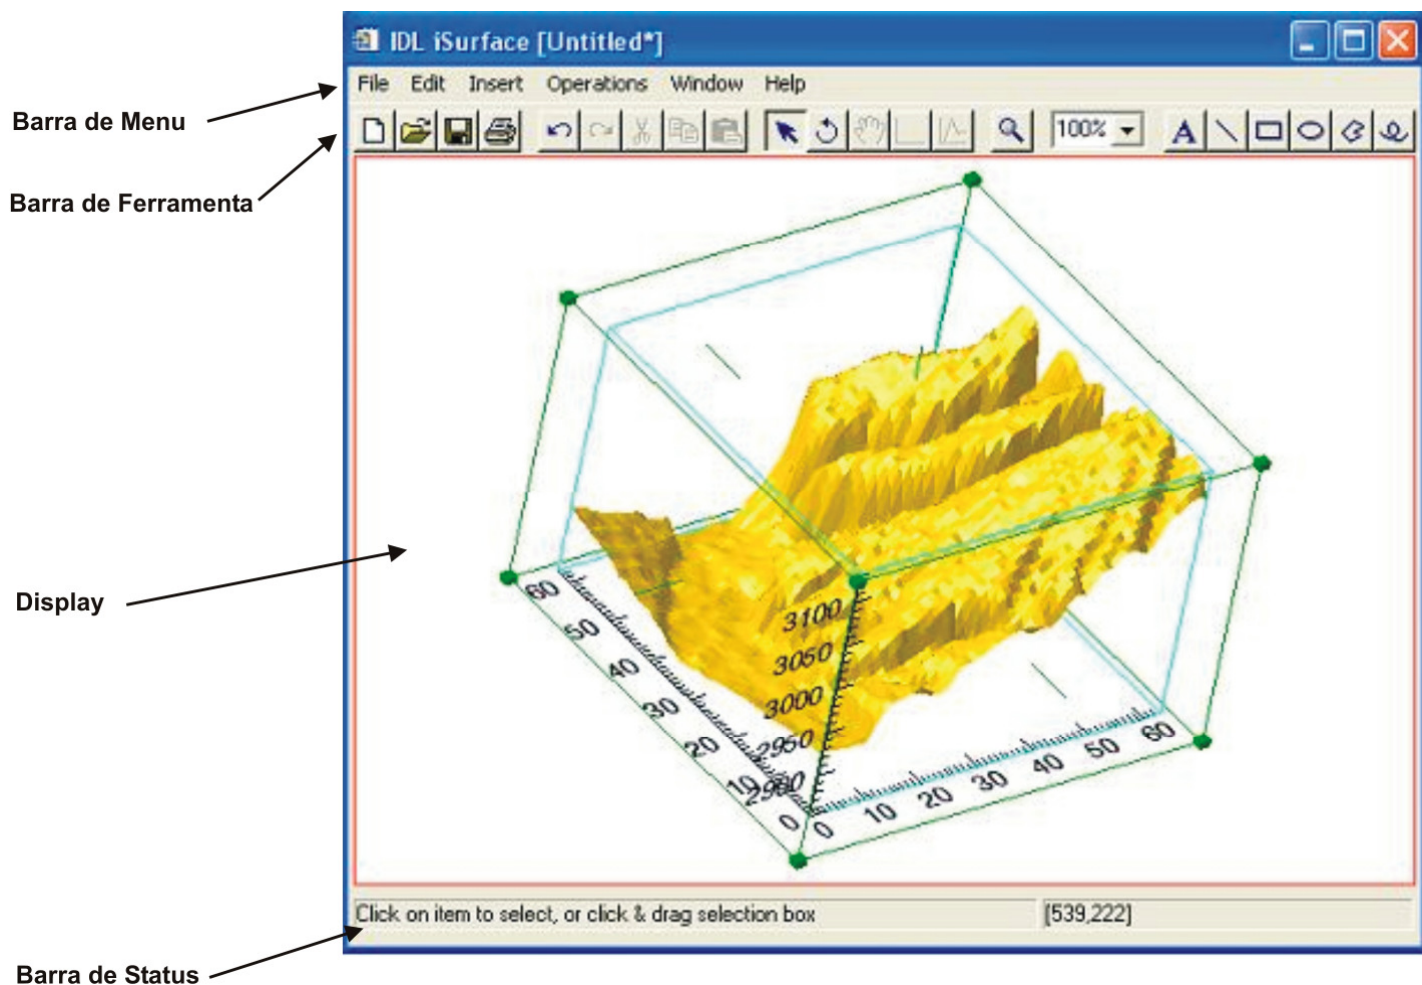 IDL iSurface [Untitled*]
File Edit Insert Operations Window Help
Barra de Menu
100%
A
Barra de Ferramenta
Display
60
50
40
30
20
10
0
3100
3050
3000
2950
2900
0
10
20
30
40
50
60
Click on item to select, or click & drag selection box
[539,222]
Barra de Status